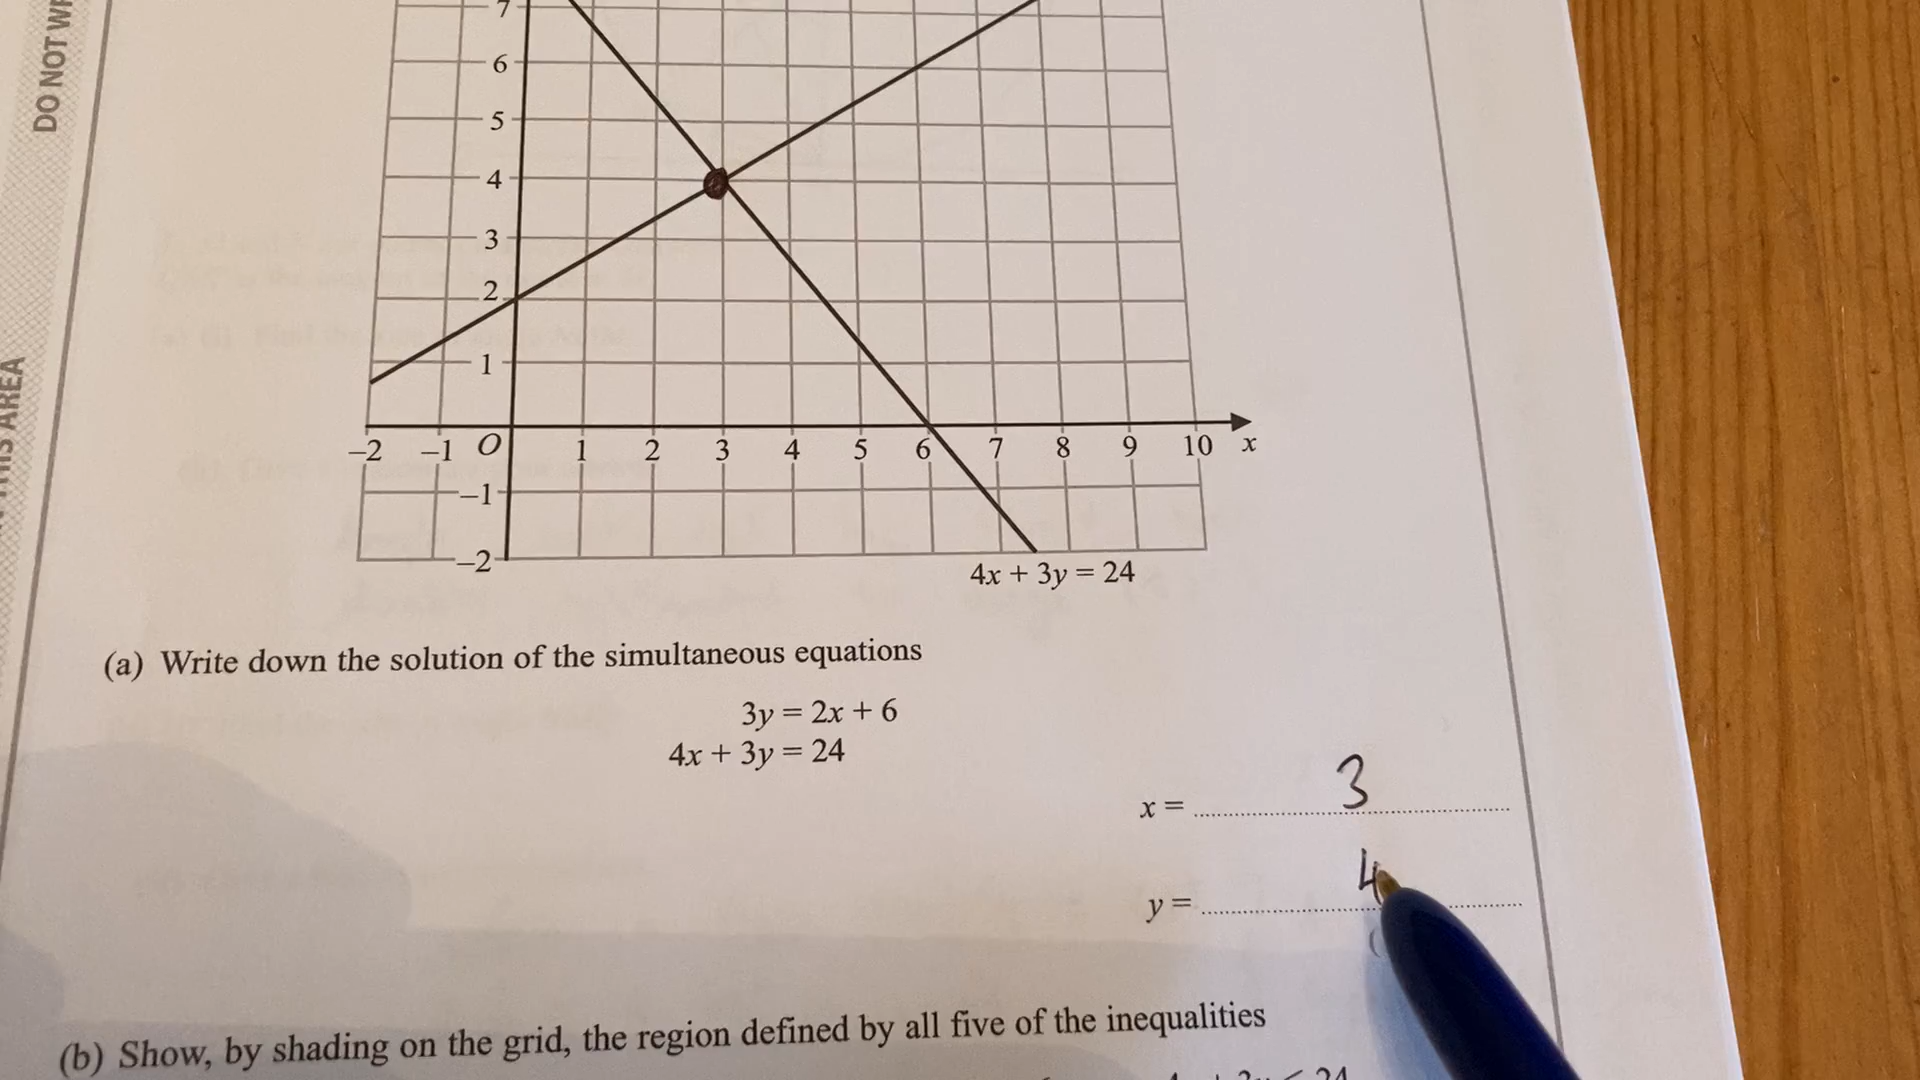 DO NOT WR
THIS AREA
7
6
5
4
3
2
1
-2 -1 O 1 2 3 4 5 6 7 8 9 10 x
-1
-2
4x + 3y = 24
(a) Write down the solution of the simultaneous equations
3y = 2x + 6
4x + 3y = 24
x = 3
y = 4
(b) Show, by shading on the grid, the region defined by all five of the inequalities